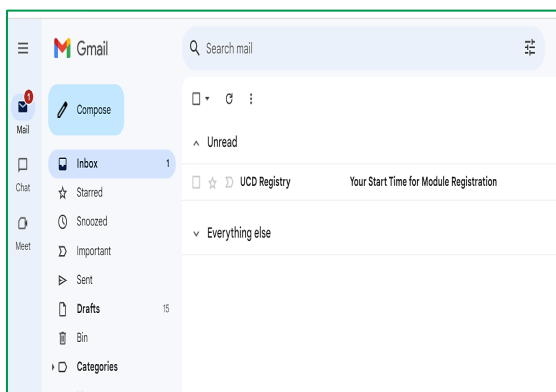 Gmail
Search mail
1
Mail
Compose
Unread
Inbox 1
Chat
UCD Registry Your Start Time for Module Registration
Starred
Snoozed
Everything else
Meet
Important
Sent
Drafts 15
Bin
Categories